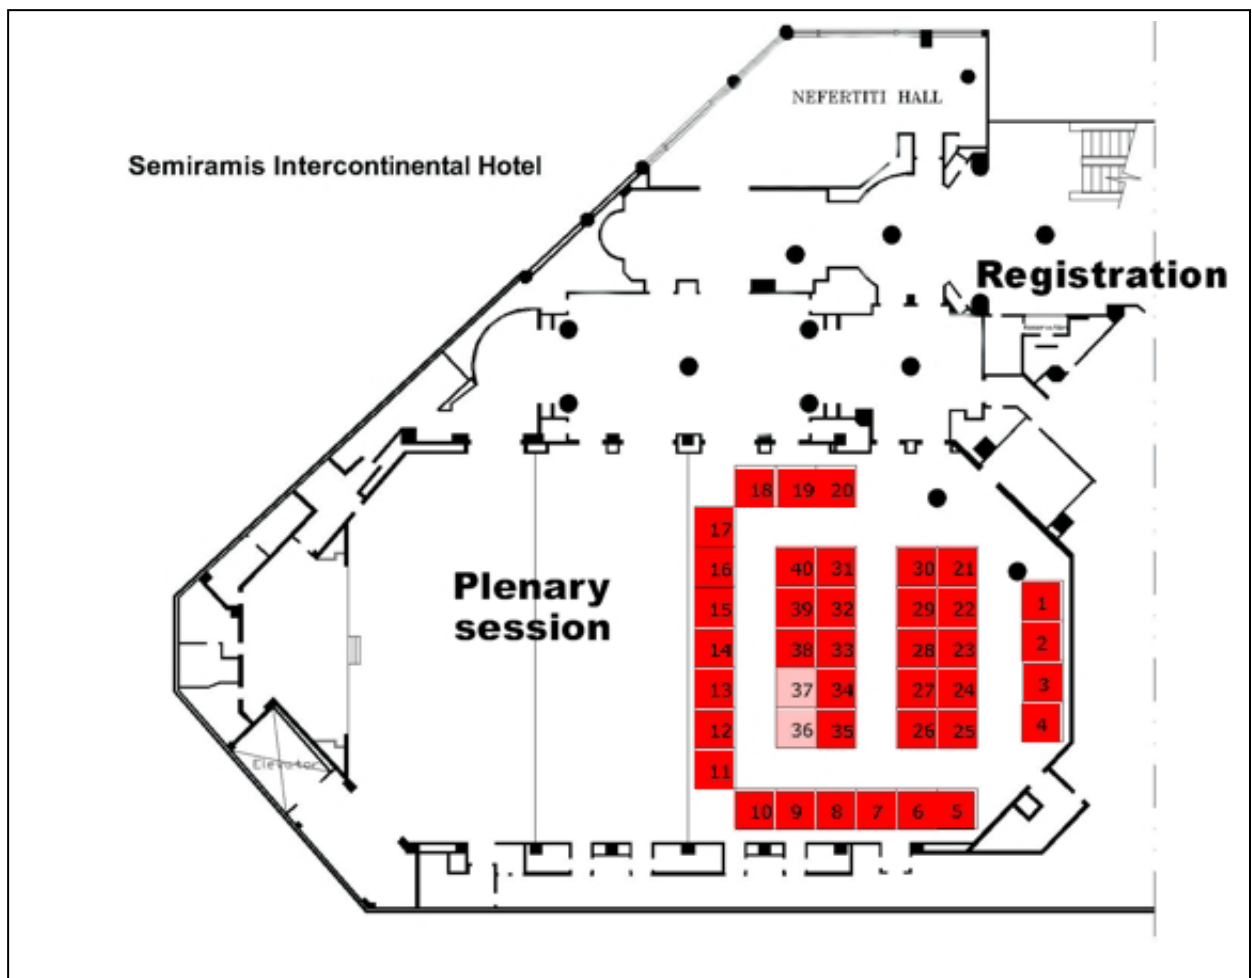 NEFERTITI HALL
Semiramis Intercontinental Hotel
Registration
18 19 20
17
16 40 31 30 21
Plenary
session
15 39 32 29 22 1
14 38 33 28 23 2
13 37 34 27 24 3
12 36 35 26 25 4
11
Elevator
10 9 8 7 6 5